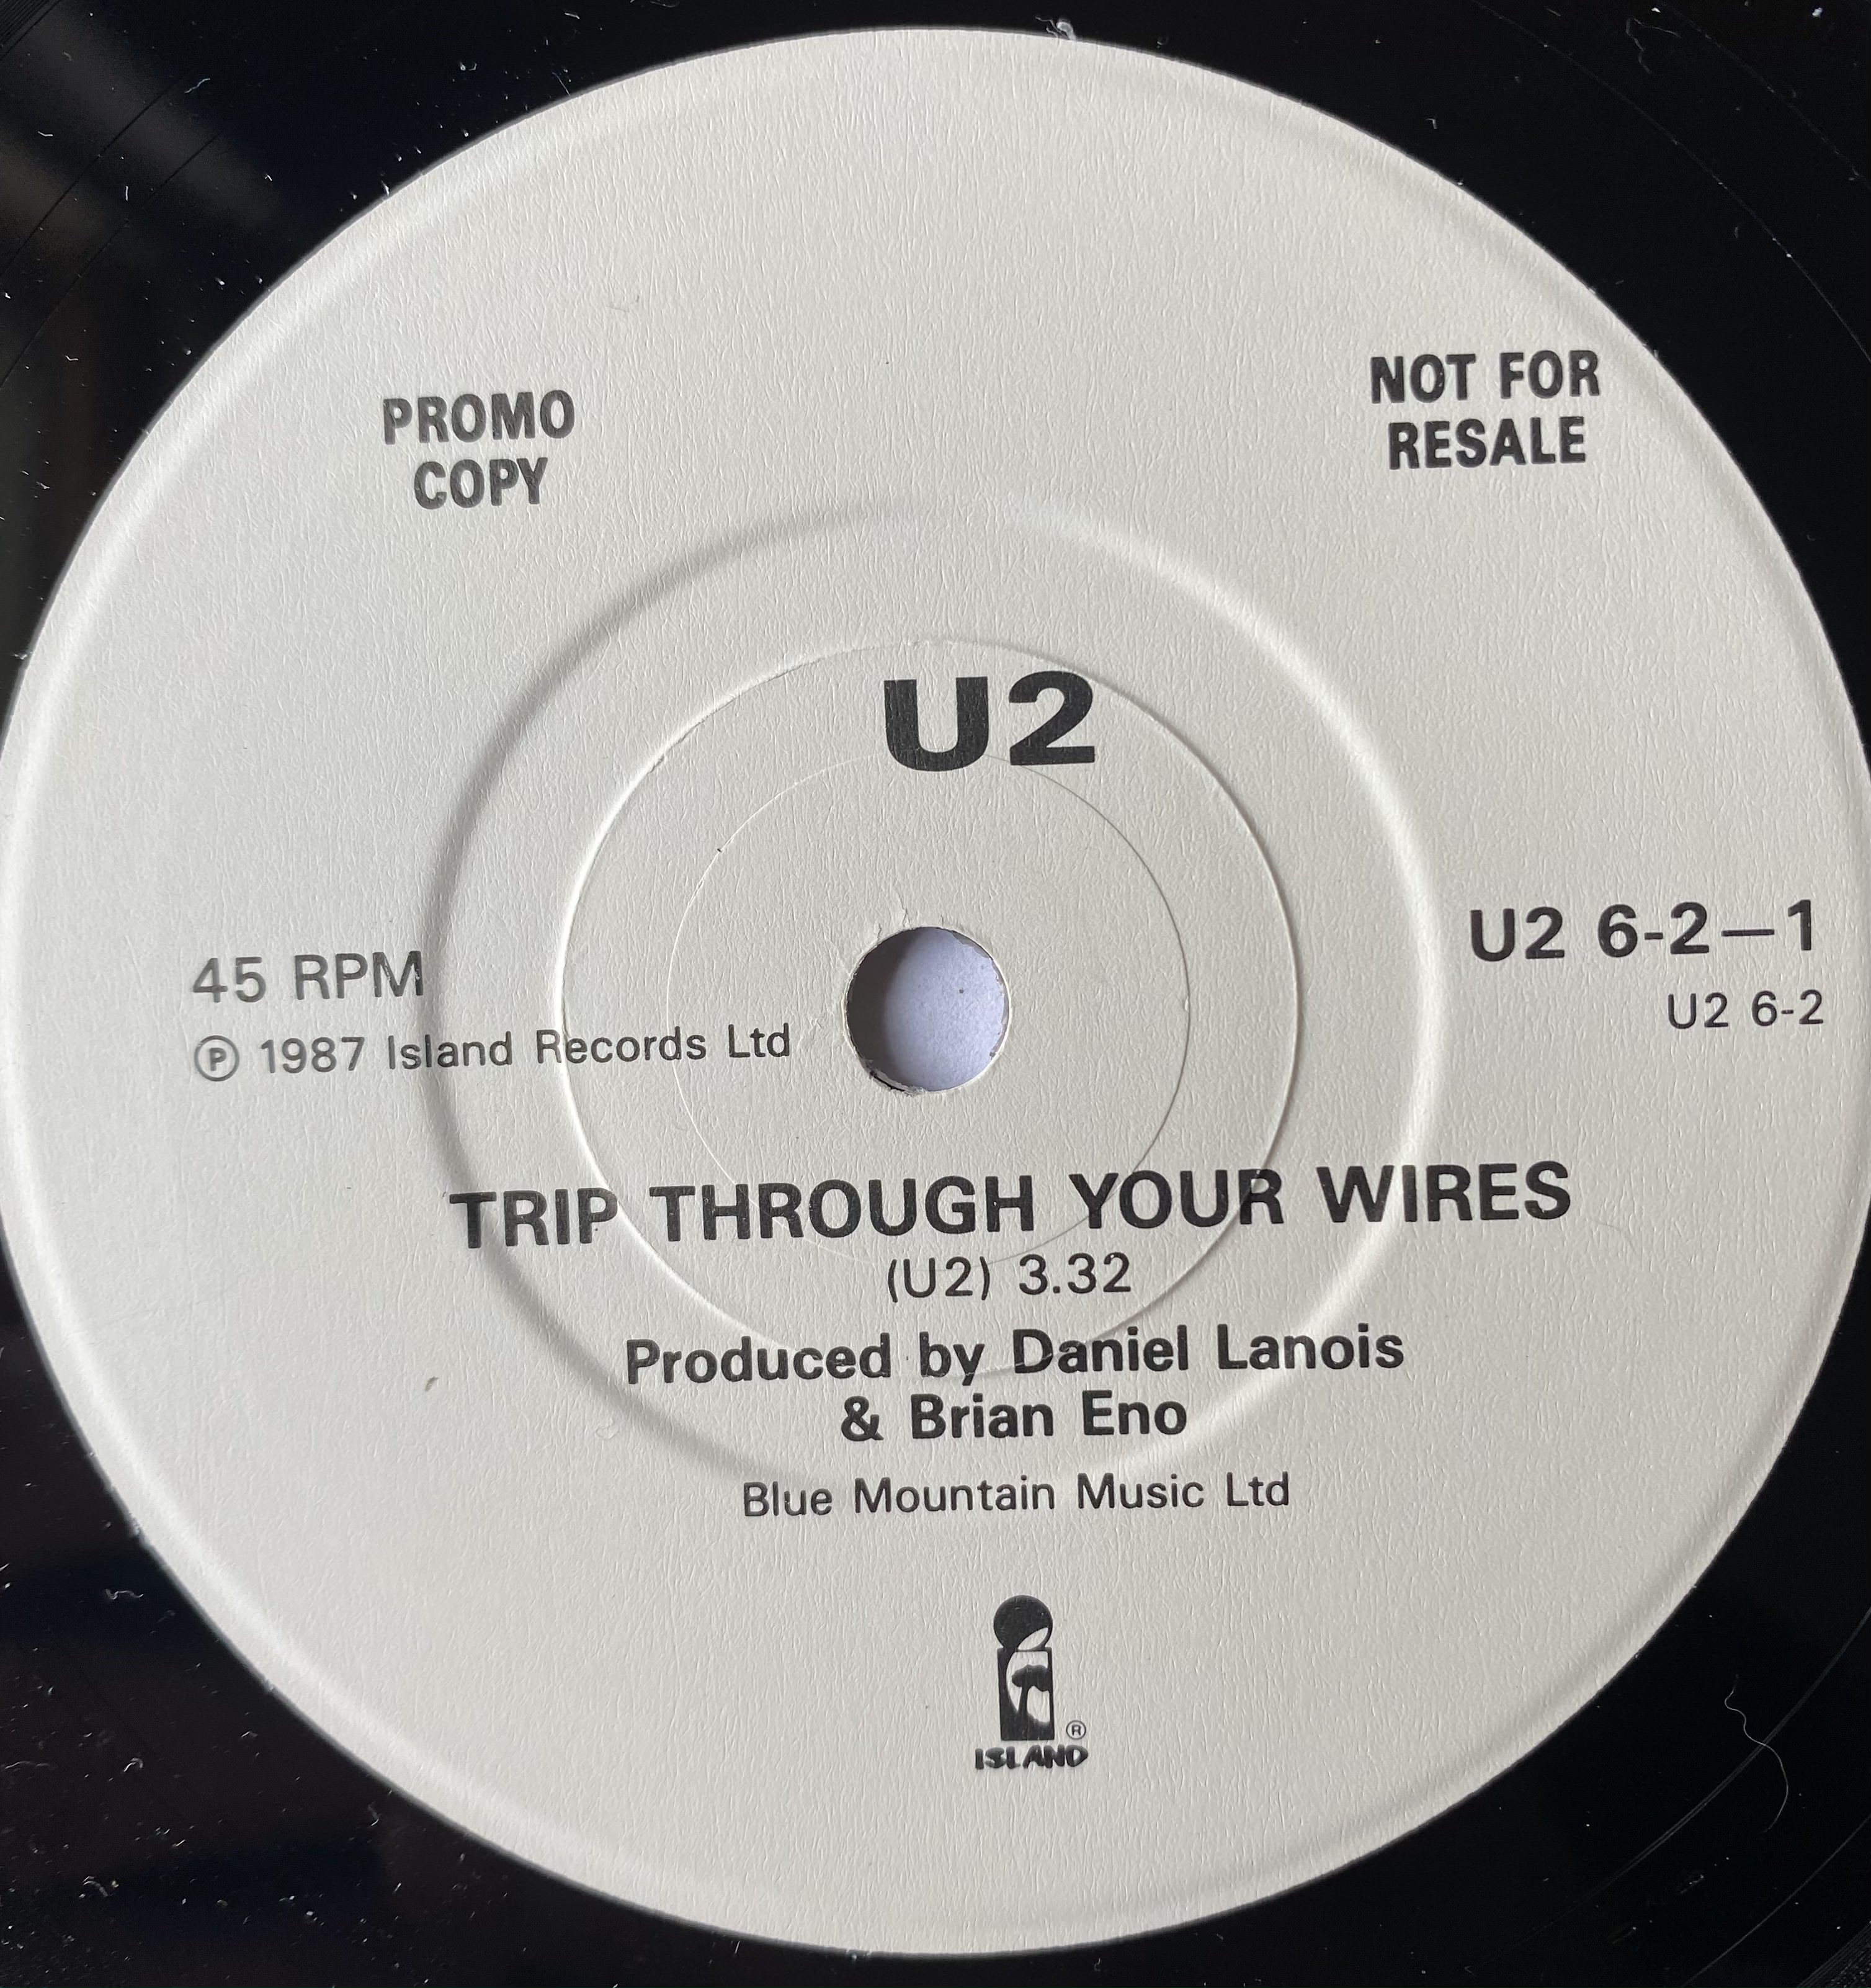 PROMO
COPY
NOT FOR
RESALE
U2
45 RPM
℗ 1987 Island Records Ltd
U2 6-2—1
U2 6-2
TRIP THROUGH YOUR WIRES
(U2) 3.32
Produced by Daniel Lanois
& Brian Eno
Blue Mountain Music Ltd
®
ISLAND